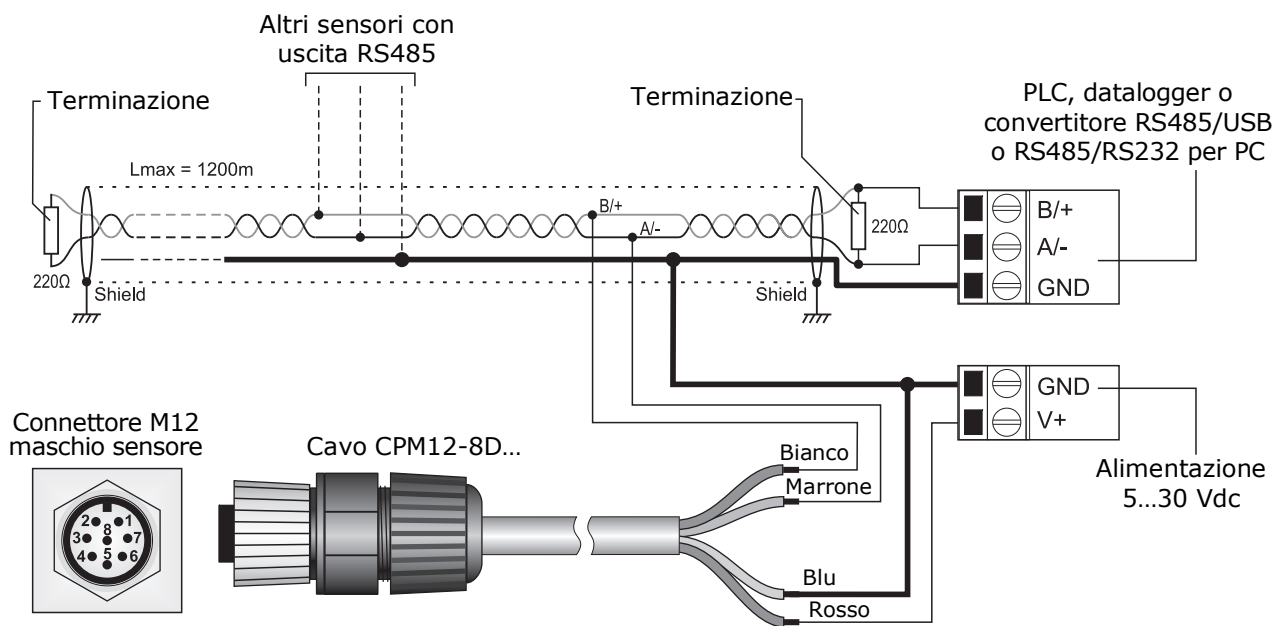 Altri sensori con
uscita RS485
Terminazione
Terminazione
PLC, datalogger o
convertitore RS485/USB
o RS485/RS232 per PC
Lmax = 1200m
B/+
A/-
220Ω
220Ω
Shield
Shield
B/+
A/-
GND
GND
V+
Connettore M12
maschio sensore
Cavo CPM12-8D...
Bianco
Marrone
Alimentazione
5...30 Vdc
2 1
8
3 7
4 5 6
Blu
Rosso